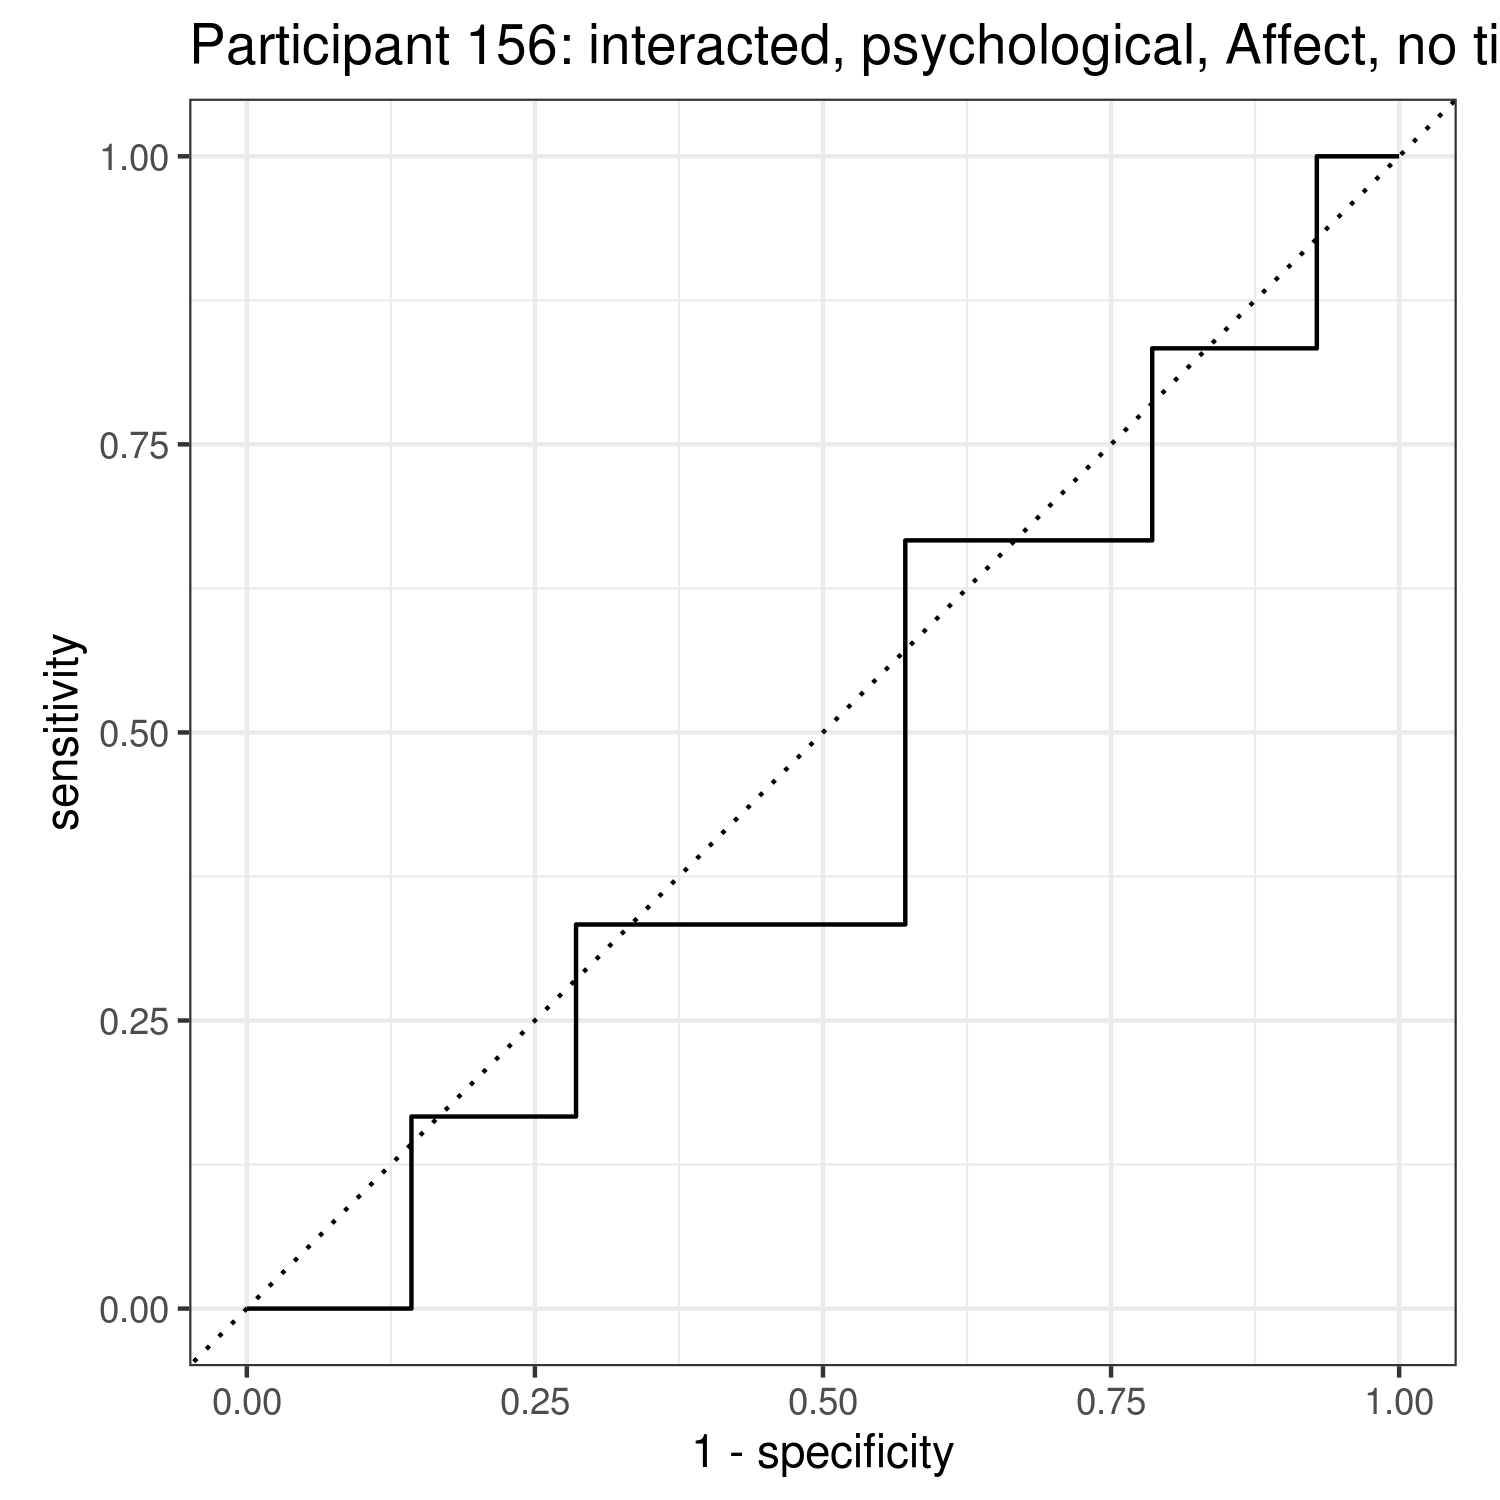 Participant 156: interacted, psychological, Affect, no ti
1.00
0.75
0.50
0.25
0.00
sensitivity
0.00 0.25 0.50 0.75 1.00
1 - specificity